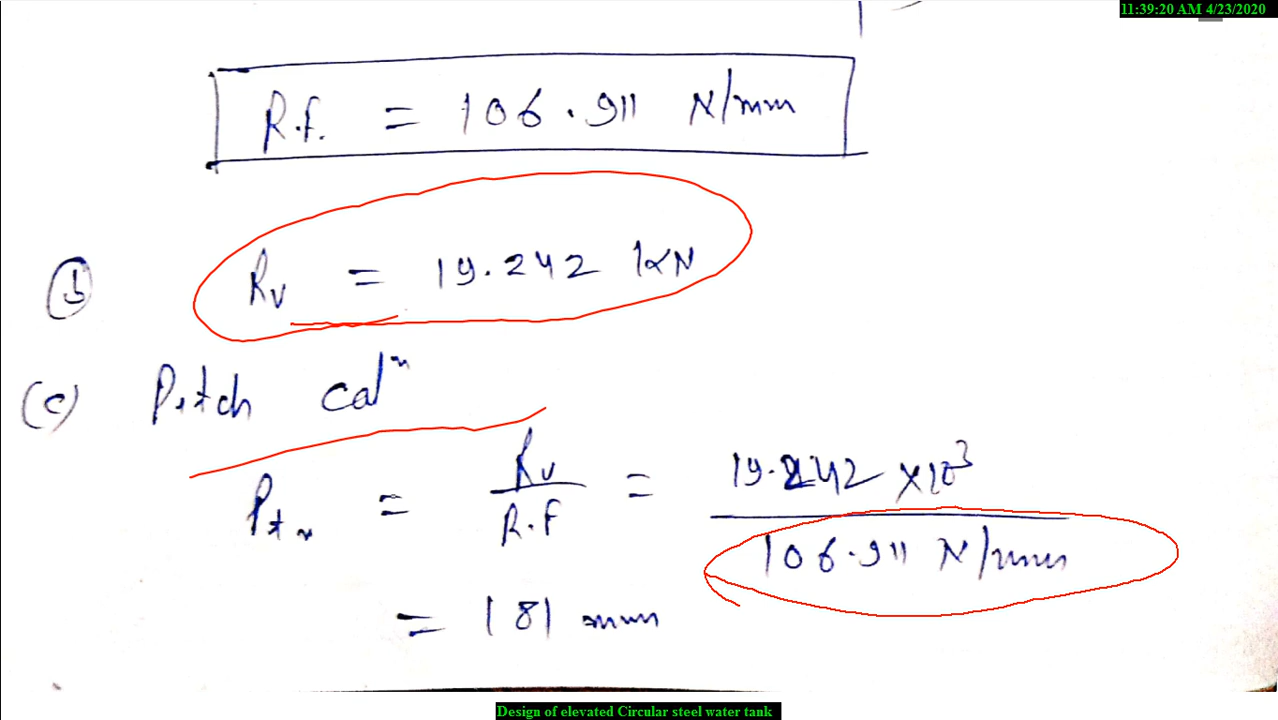 11:39:20 AM 4/23/2020
R.F. = 106.911 N/mm
(b) Rv = 19.242 kN
(c) Pitch calⁿ
Pitch = Rv / R.F = 19.242 × 10³ / 106.911 N/mm
= 181 mm
Design of elevated Circular steel water tank